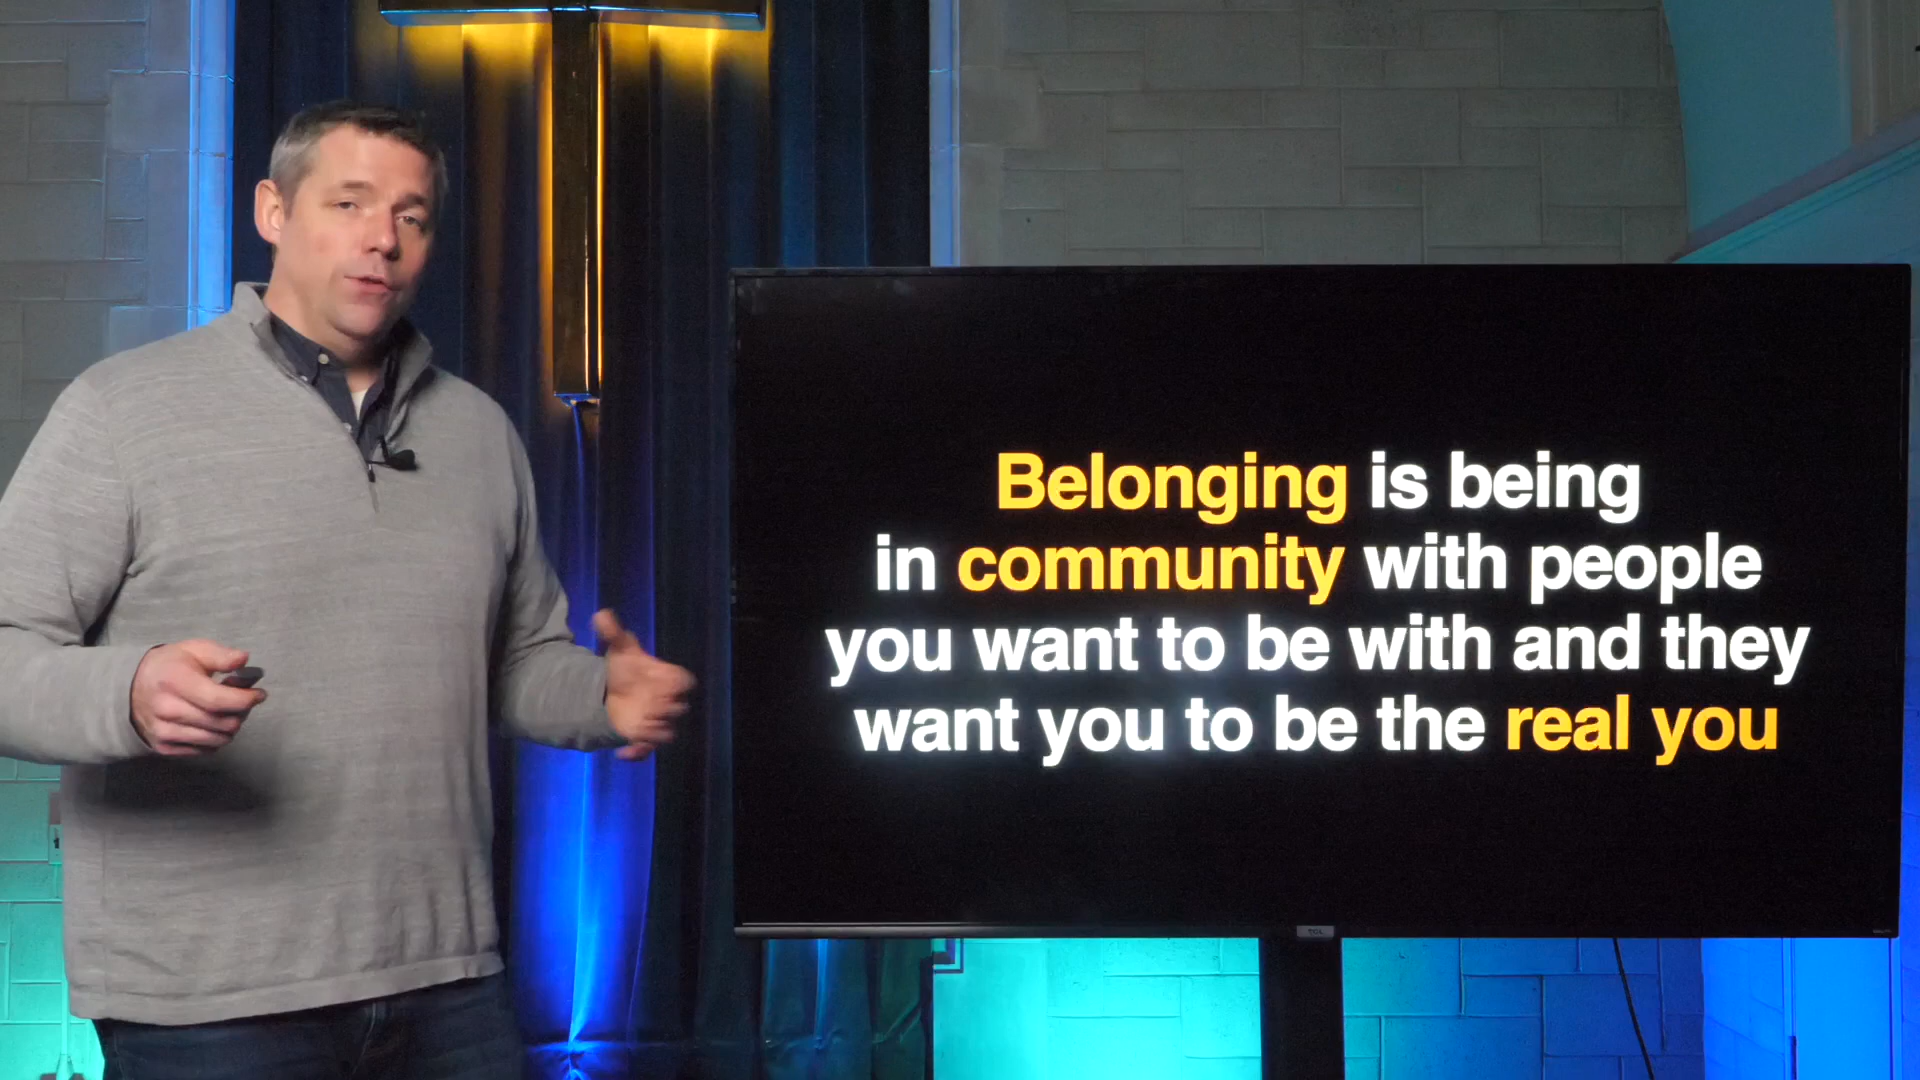 Belonging is being
in community with people
you want to be with and they
want you to be the real you